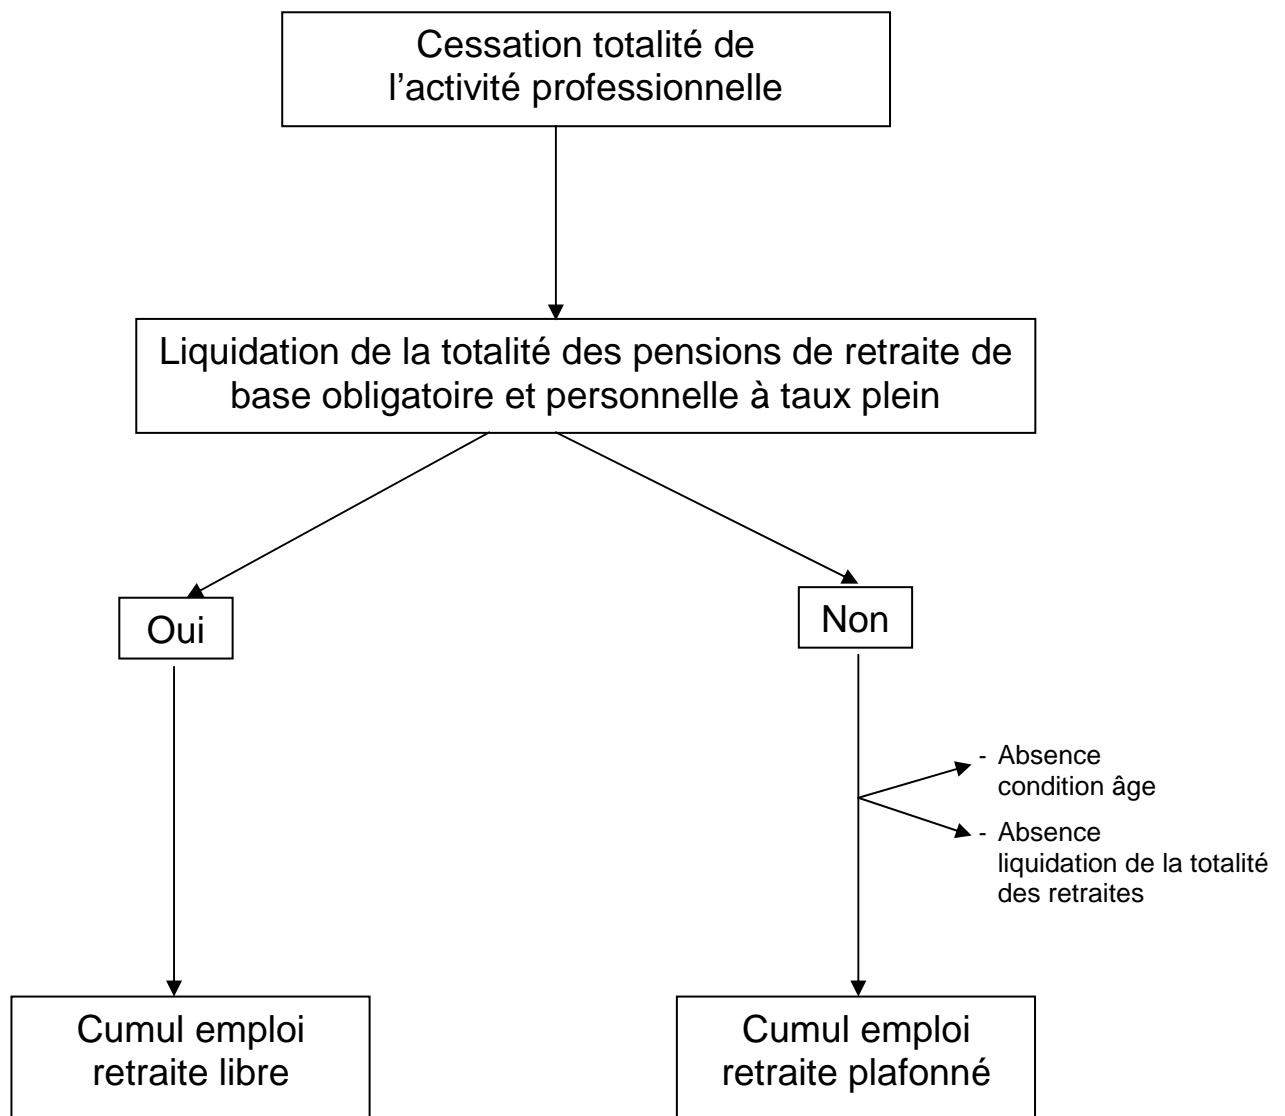 Cessation totalité de
l'activité professionnelle
Liquidation de la totalité des pensions de retraite de
base obligatoire et personnelle à taux plein
Oui
Non
- Absence
condition âge
- Absence
liquidation de la totalité
des retraites
Cumul emploi
retraite libre
Cumul emploi
retraite plafonné